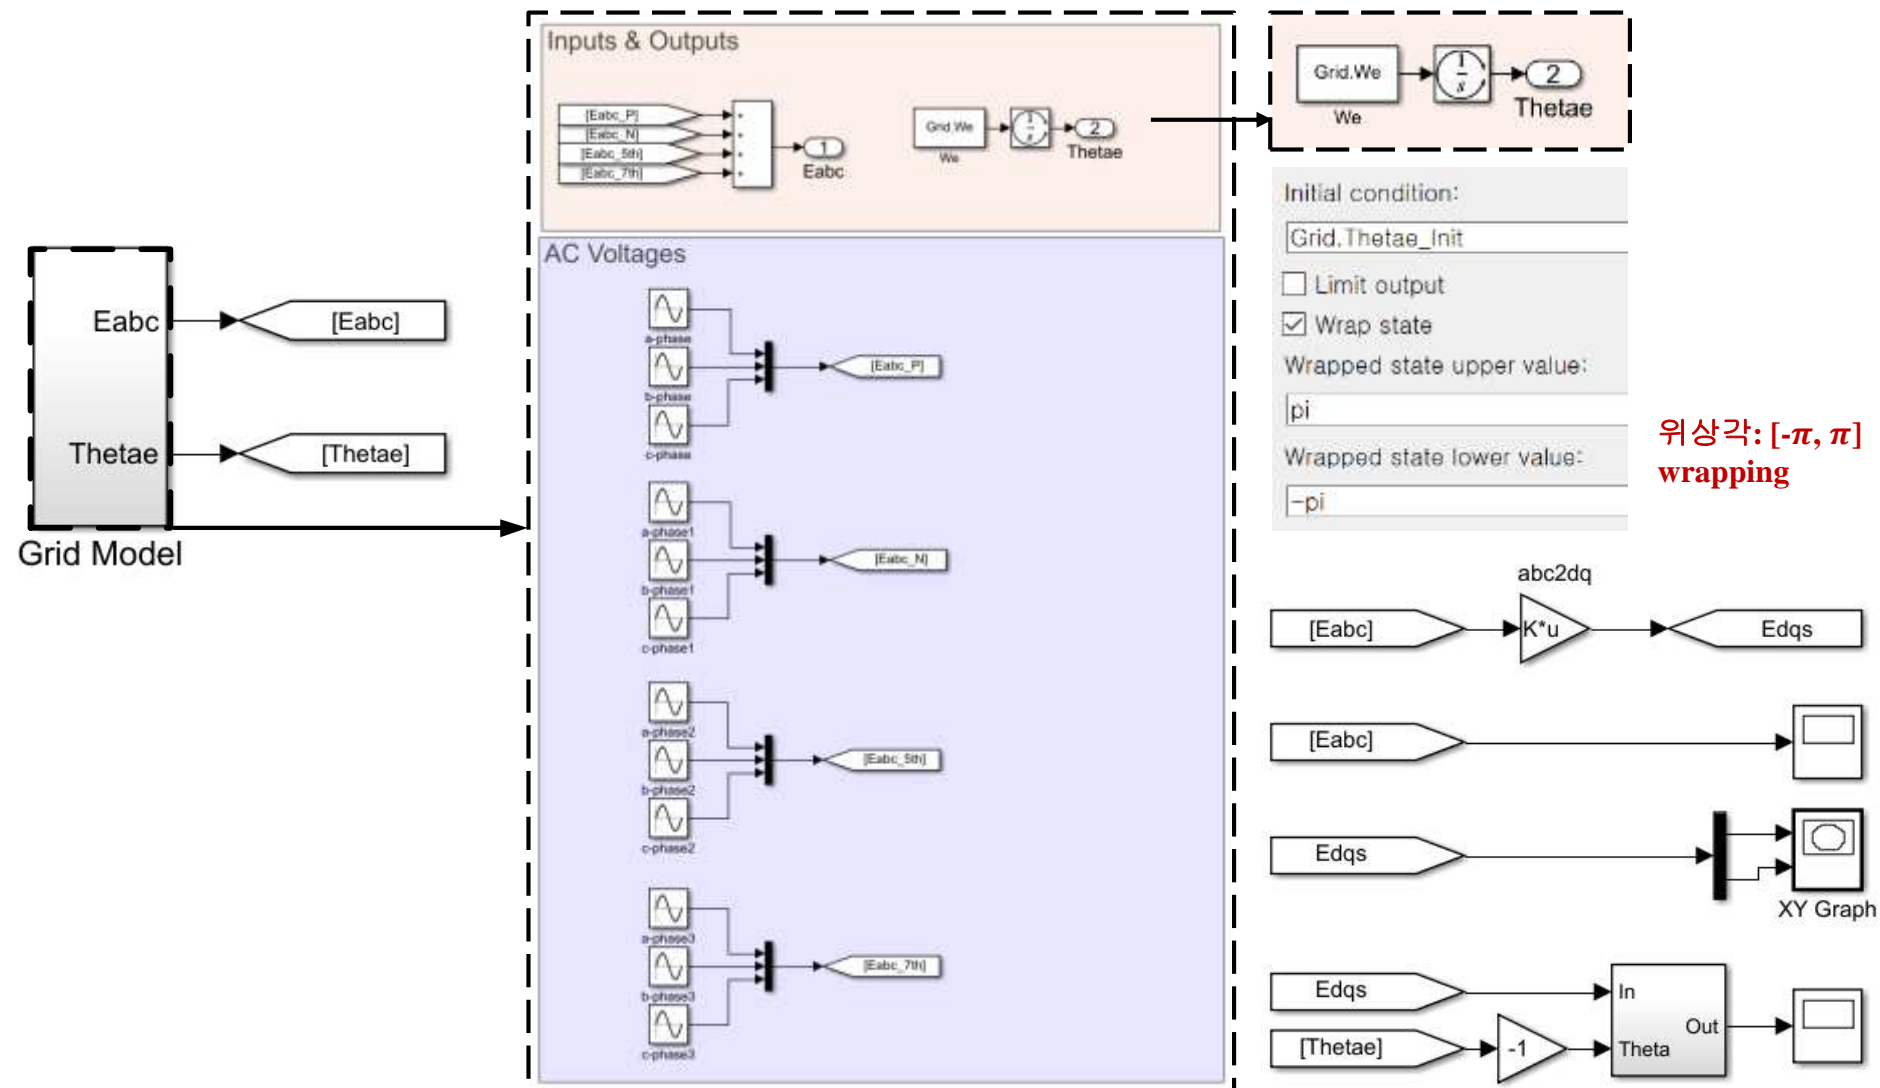 Eabc
[Eabc]
Thetae
[Thetae]
Grid Model
Inputs & Outputs
[Eabc_P]
[Eabc_N]
[Eabc_5th]
[Eabc_7th]
1
Eabc
Grid.We
We
1
s
2
Thetae
AC Voltages
a-phase
b-phase
c-phase
[Eabc_P]
a-phase1
b-phase1
c-phase1
[Eabc_N]
a-phase2
b-phase2
c-phase2
[Eabc_5th]
a-phase3
b-phase3
c-phase3
[Eabc_7th]
Grid.We
We
1
s
2
Thetae
Initial condition:
Grid.Thetae_Init
Limit output
Wrap state
Wrapped state upper value:
pi
Wrapped state lower value:
-pi
위상각: [-π, π]
wrapping
abc2dq
[Eabc]
K*u
Edqs
[Eabc]
Edqs
XY Graph
Edqs
[Thetae]
-1
In
Theta
Out